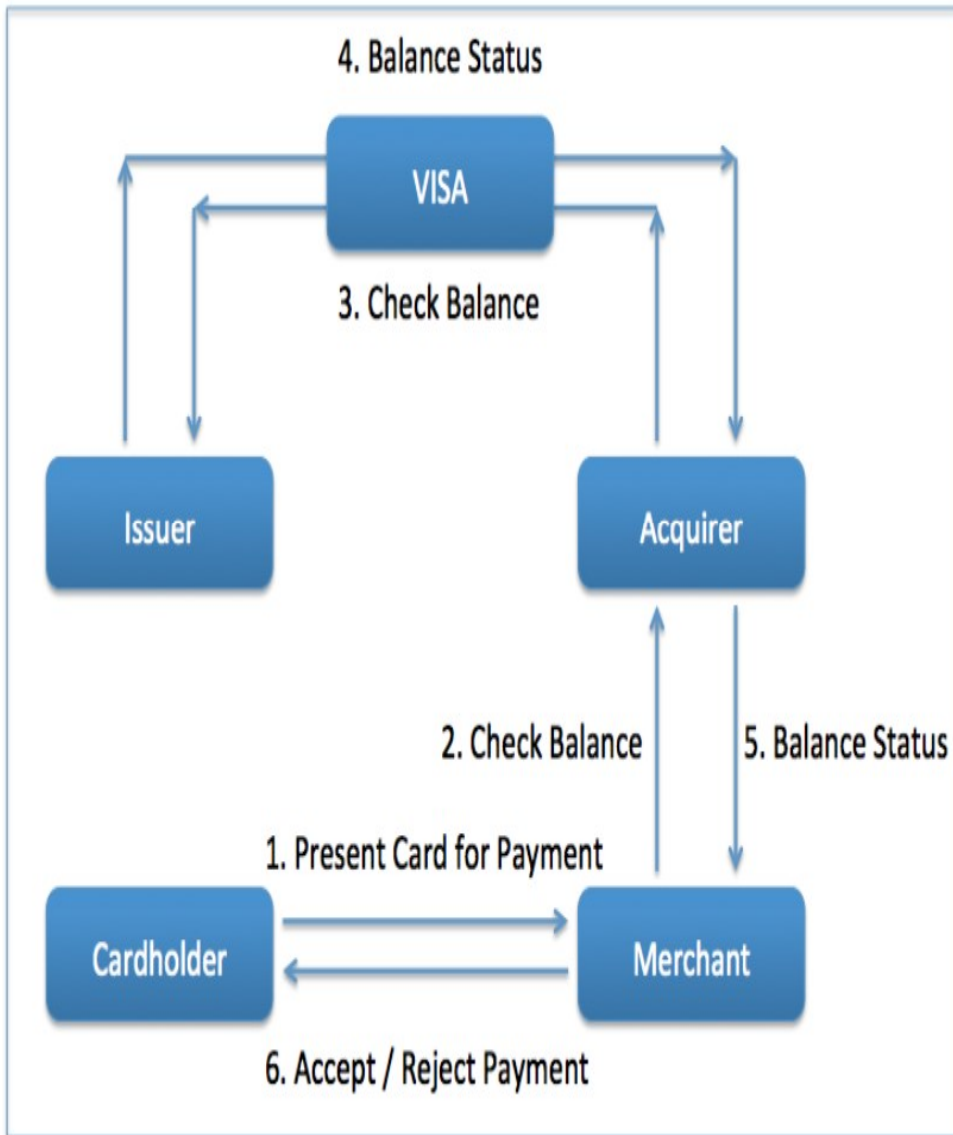 4. Balance Status
VISA
3. Check Balance
Issuer
Acquirer
2. Check Balance
5. Balance Status
1. Present Card for Payment
Cardholder
Merchant
6. Accept / Reject Payment